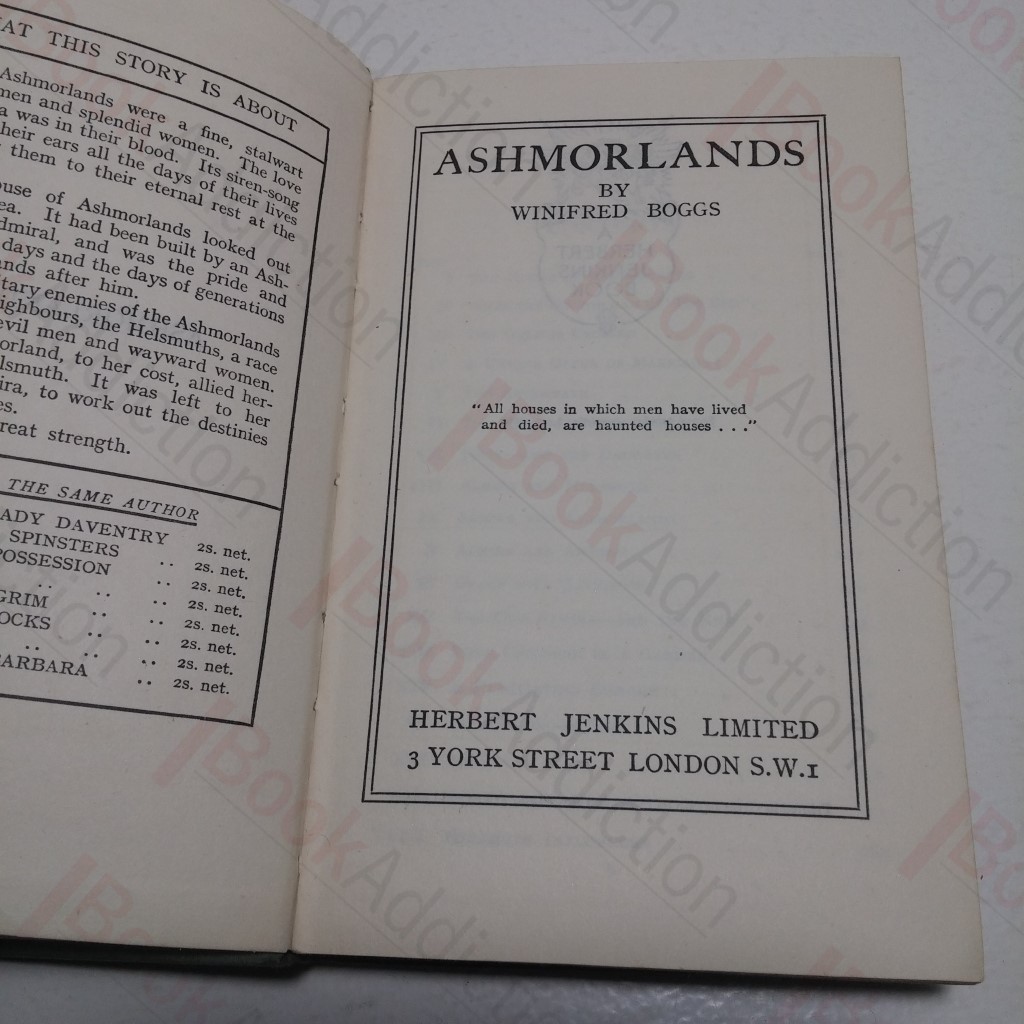 AT THIS STORY IS ABOUT
Ashmorlands were a fine, stalwart
men and splendid women. The love
a was in their blood. Its siren-song
heir ears all the days of their lives
them to their eternal rest at the
use of Ashmorlands looked out
ea. It had been built by an Ash-
dmiral, and was the pride and
days and the days of generations
ands after him.
itary enemies of the Ashmorlands
eighbours, the Helsmuths, a race
evil men and wayward women.
orland, to her cost, allied her-
lsmuth. It was left to her
ira, to work out the destinies
es.
reat strength.
THE SAME AUTHOR
ADY DAVENTRY 2s. net.
SPINSTERS .. 2s. net.
POSSESSION .. 2s. net.
.. .. .. 2s. net.
GRIM .. .. 2s. net.
OCKS .. .. 2s. net.
.. .. 2s. net.
ARBARA .. 2s. net.
ASHMORLANDS
BY
WINIFRED BOGGS
"All houses in which men have lived
and died, are haunted houses . . ."
HERBERT JENKINS LIMITED
3 YORK STREET LONDON S.W.1
BookAddiction